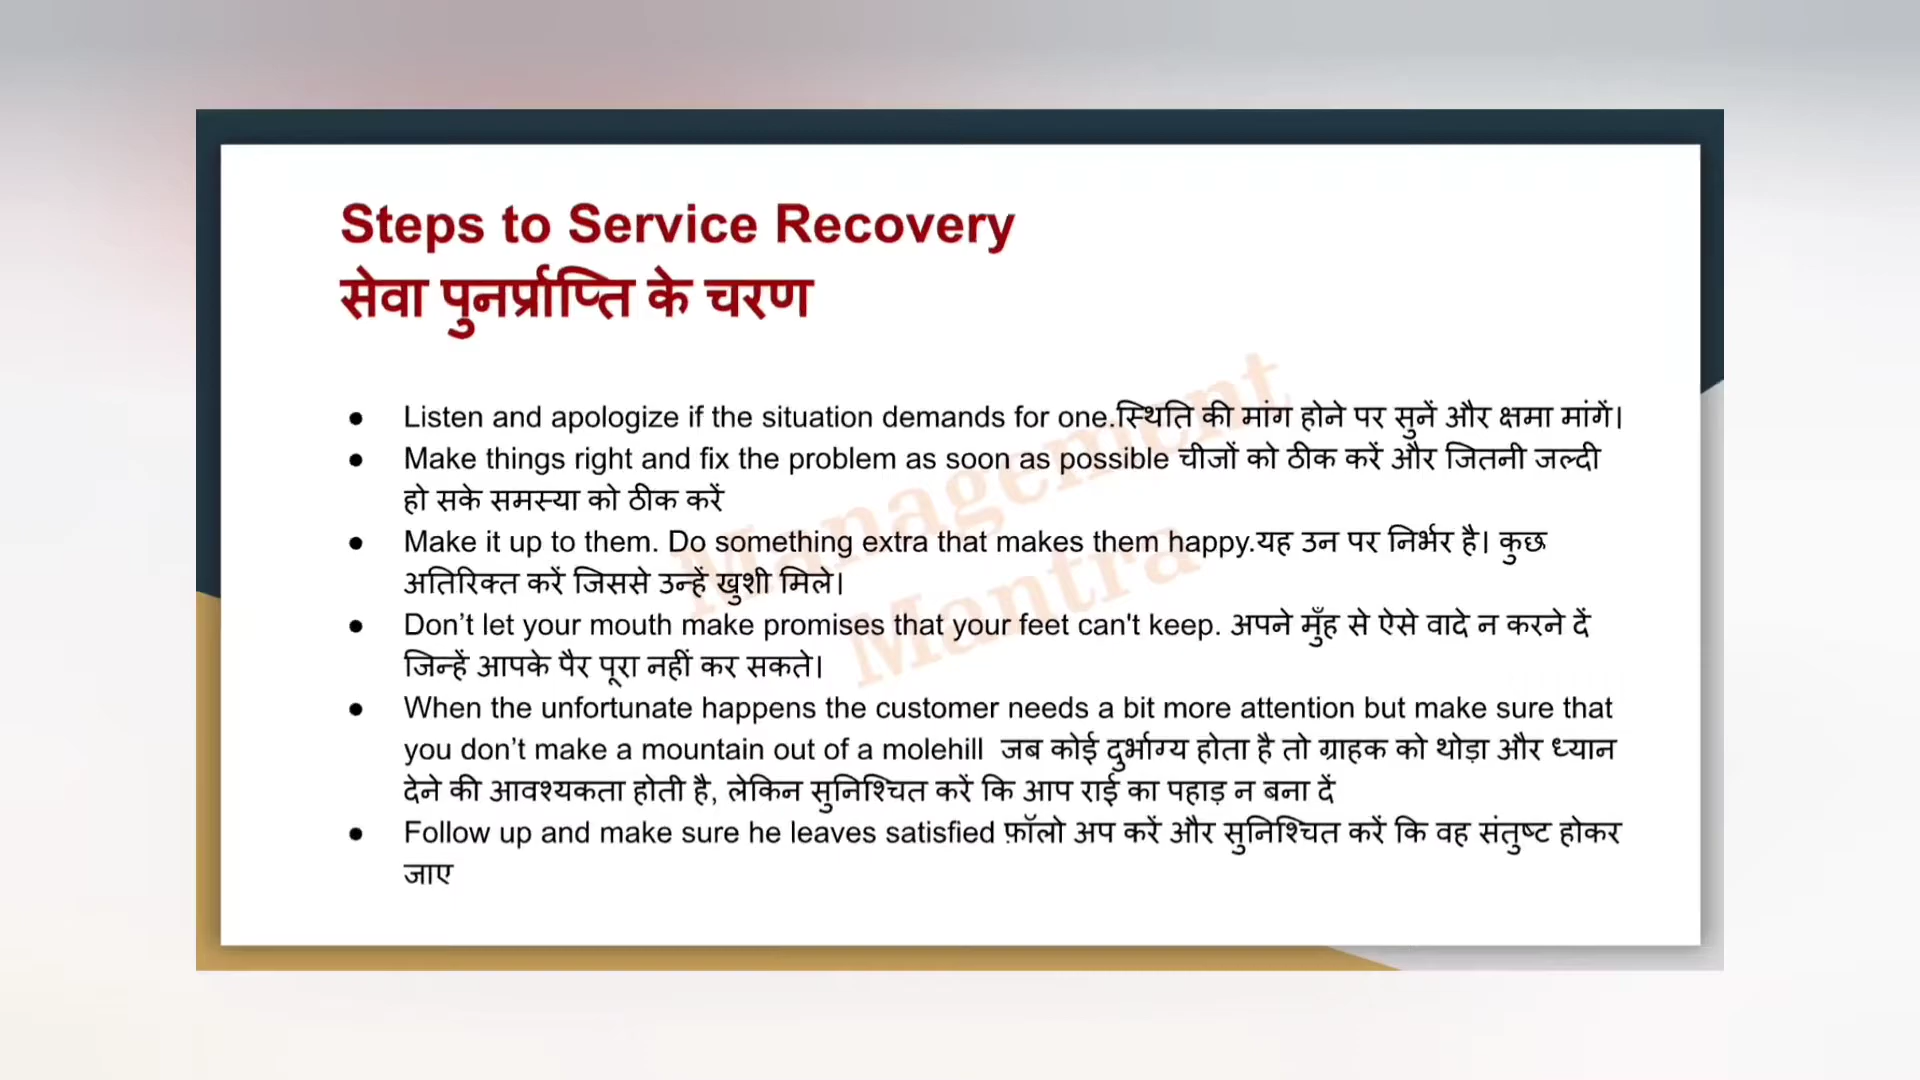 Steps to Service Recovery
सेवा पुनर्प्राप्ति के चरण
● Listen and apologize if the situation demands for one.स्थिति की मांग होने पर सुनें और क्षमा मांगें।
● Make things right and fix the problem as soon as possible चीजों को ठीक करें और जितनी जल्दी
हो सके समस्या को ठीक करें
● Make it up to them. Do something extra that makes them happy.यह उन पर निर्भर है। कुछ
अतिरिक्त करें जिससे उन्हें खुशी मिले।
● Don’t let your mouth make promises that your feet can't keep. अपने मुँह से ऐसे वादे न करने दें
जिन्हें आपके पैर पूरा नहीं कर सकते।
● When the unfortunate happens the customer needs a bit more attention but make sure that
you don’t make a mountain out of a molehill जब कोई दुर्भाग्य होता है तो ग्राहक को थोड़ा और ध्यान
देने की आवश्यकता होती है, लेकिन सुनिश्चित करें कि आप राई का पहाड़ न बना दें
● Follow up and make sure he leaves satisfied फ़ॉलो अप करें और सुनिश्चित करें कि वह संतुष्ट होकर
जाए
Management
Mantra